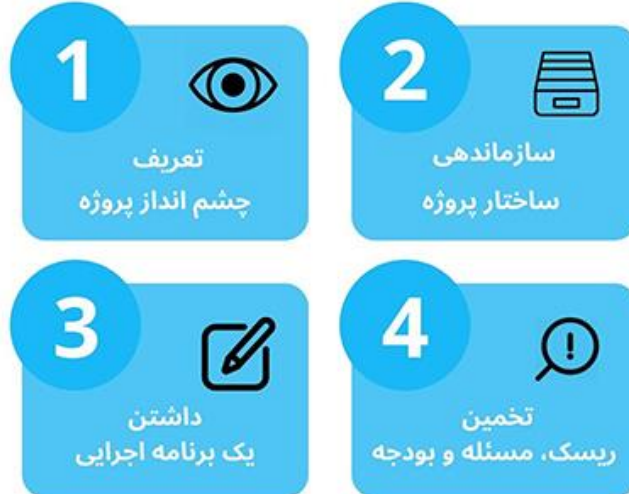 1
تعریف
چشم انداز پروژه
2
سازماندهی
ساختار پروژه
3
داشتن
یک برنامه اجرایی
4
تخمین
ریسک، مسئله و بودجه